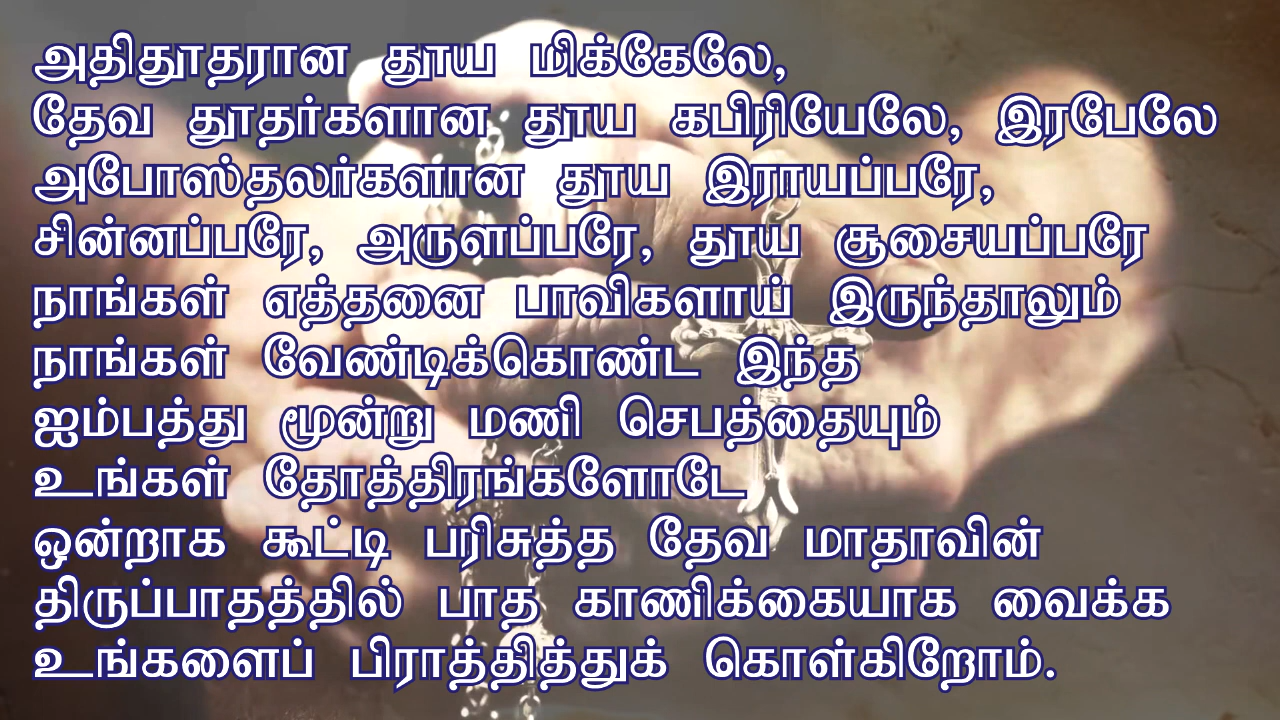 அதிதூதரான தூய மிக்கேலே,
தேவ தூதர்களான தூய கபிரியேலே, இரபேலே
அபோஸ்தலர்களான தூய இராயப்பரே,
சின்னப்பரே, அருளப்பரே, தூய சூசையப்பரே
நாங்கள் எத்தனை பாவிகளாய் இருந்தாலும்
நாங்கள் வேண்டிக்கொண்ட இந்த
ஐம்பத்து மூன்று மணி செபத்தையும்
உங்கள் தோத்திரங்களோடே
ஒன்றாக கூட்டி பரிசுத்த தேவ மாதாவின்
திருப்பாதத்தில் பாத காணிக்கையாக வைக்க
உங்களைப் பிராத்தித்துக் கொள்கிறோம்.